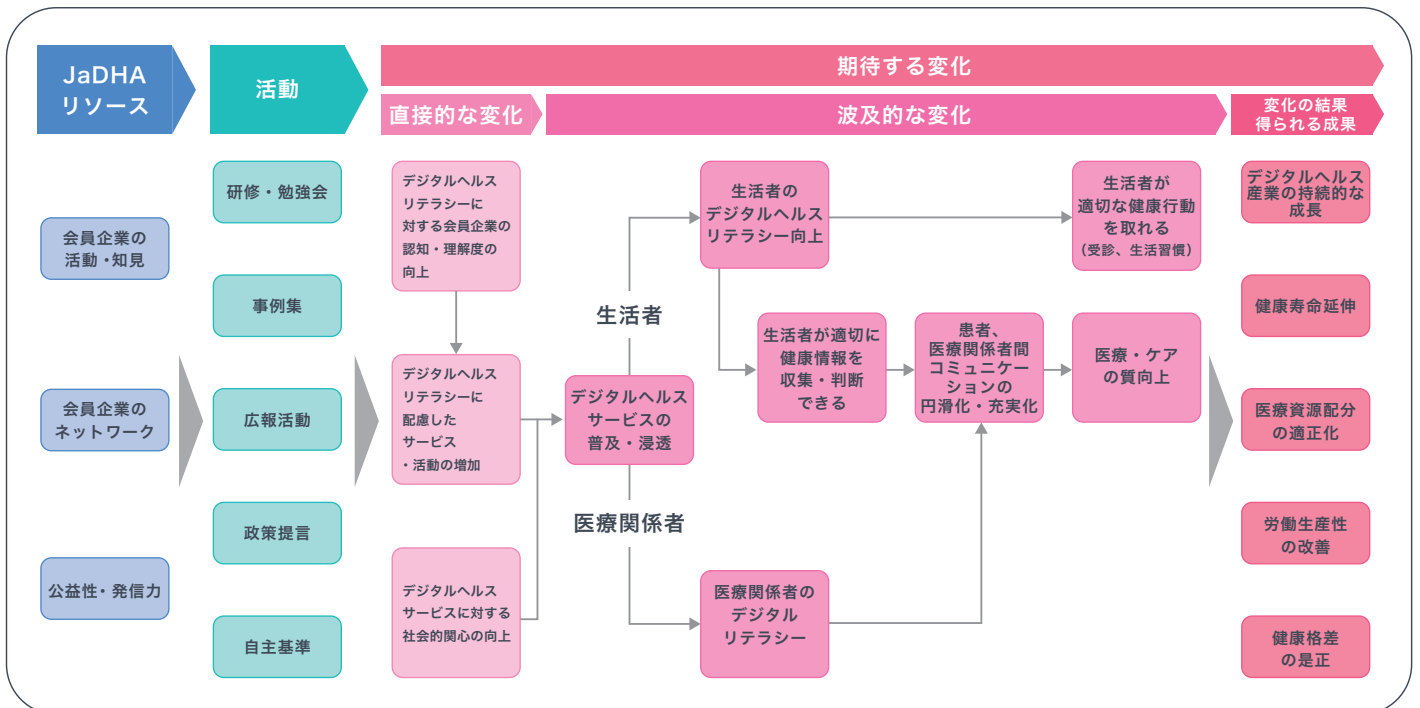 JaDHA
リソース
活動
期待する変化
直接的な変化
波及的な変化
変化の結果
得られる成果
会員企業の
活動・知見
会員企業の
ネットワーク
公益性・発信力
研修・勉強会
事例集
広報活動
政策提言
自主基準
デジタルヘルス
リテラシーに
対する会員企業の
認知・理解度の
向上
デジタルヘルス
リテラシーに
配慮した
サービス
・活動の増加
デジタルヘルス
サービスに対する
社会的関心の向上
生活者
デジタルヘルス
サービスの
普及・浸透
医療関係者
生活者の
デジタルヘルス
リテラシー向上
生活者が適切に
健康情報を
収集・判断
できる
患者、
医療関係者間
コミュニケー
ションの
円滑化・充実化
医療関係者の
デジタル
リテラシー
生活者が
適切な健康行動
を取れる
（受診、生活習慣）
医療・ケア
の質向上
デジタルヘルス
産業の持続的な
成長
健康寿命延伸
医療資源配分
の適正化
労働生産性
の改善
健康格差
の是正